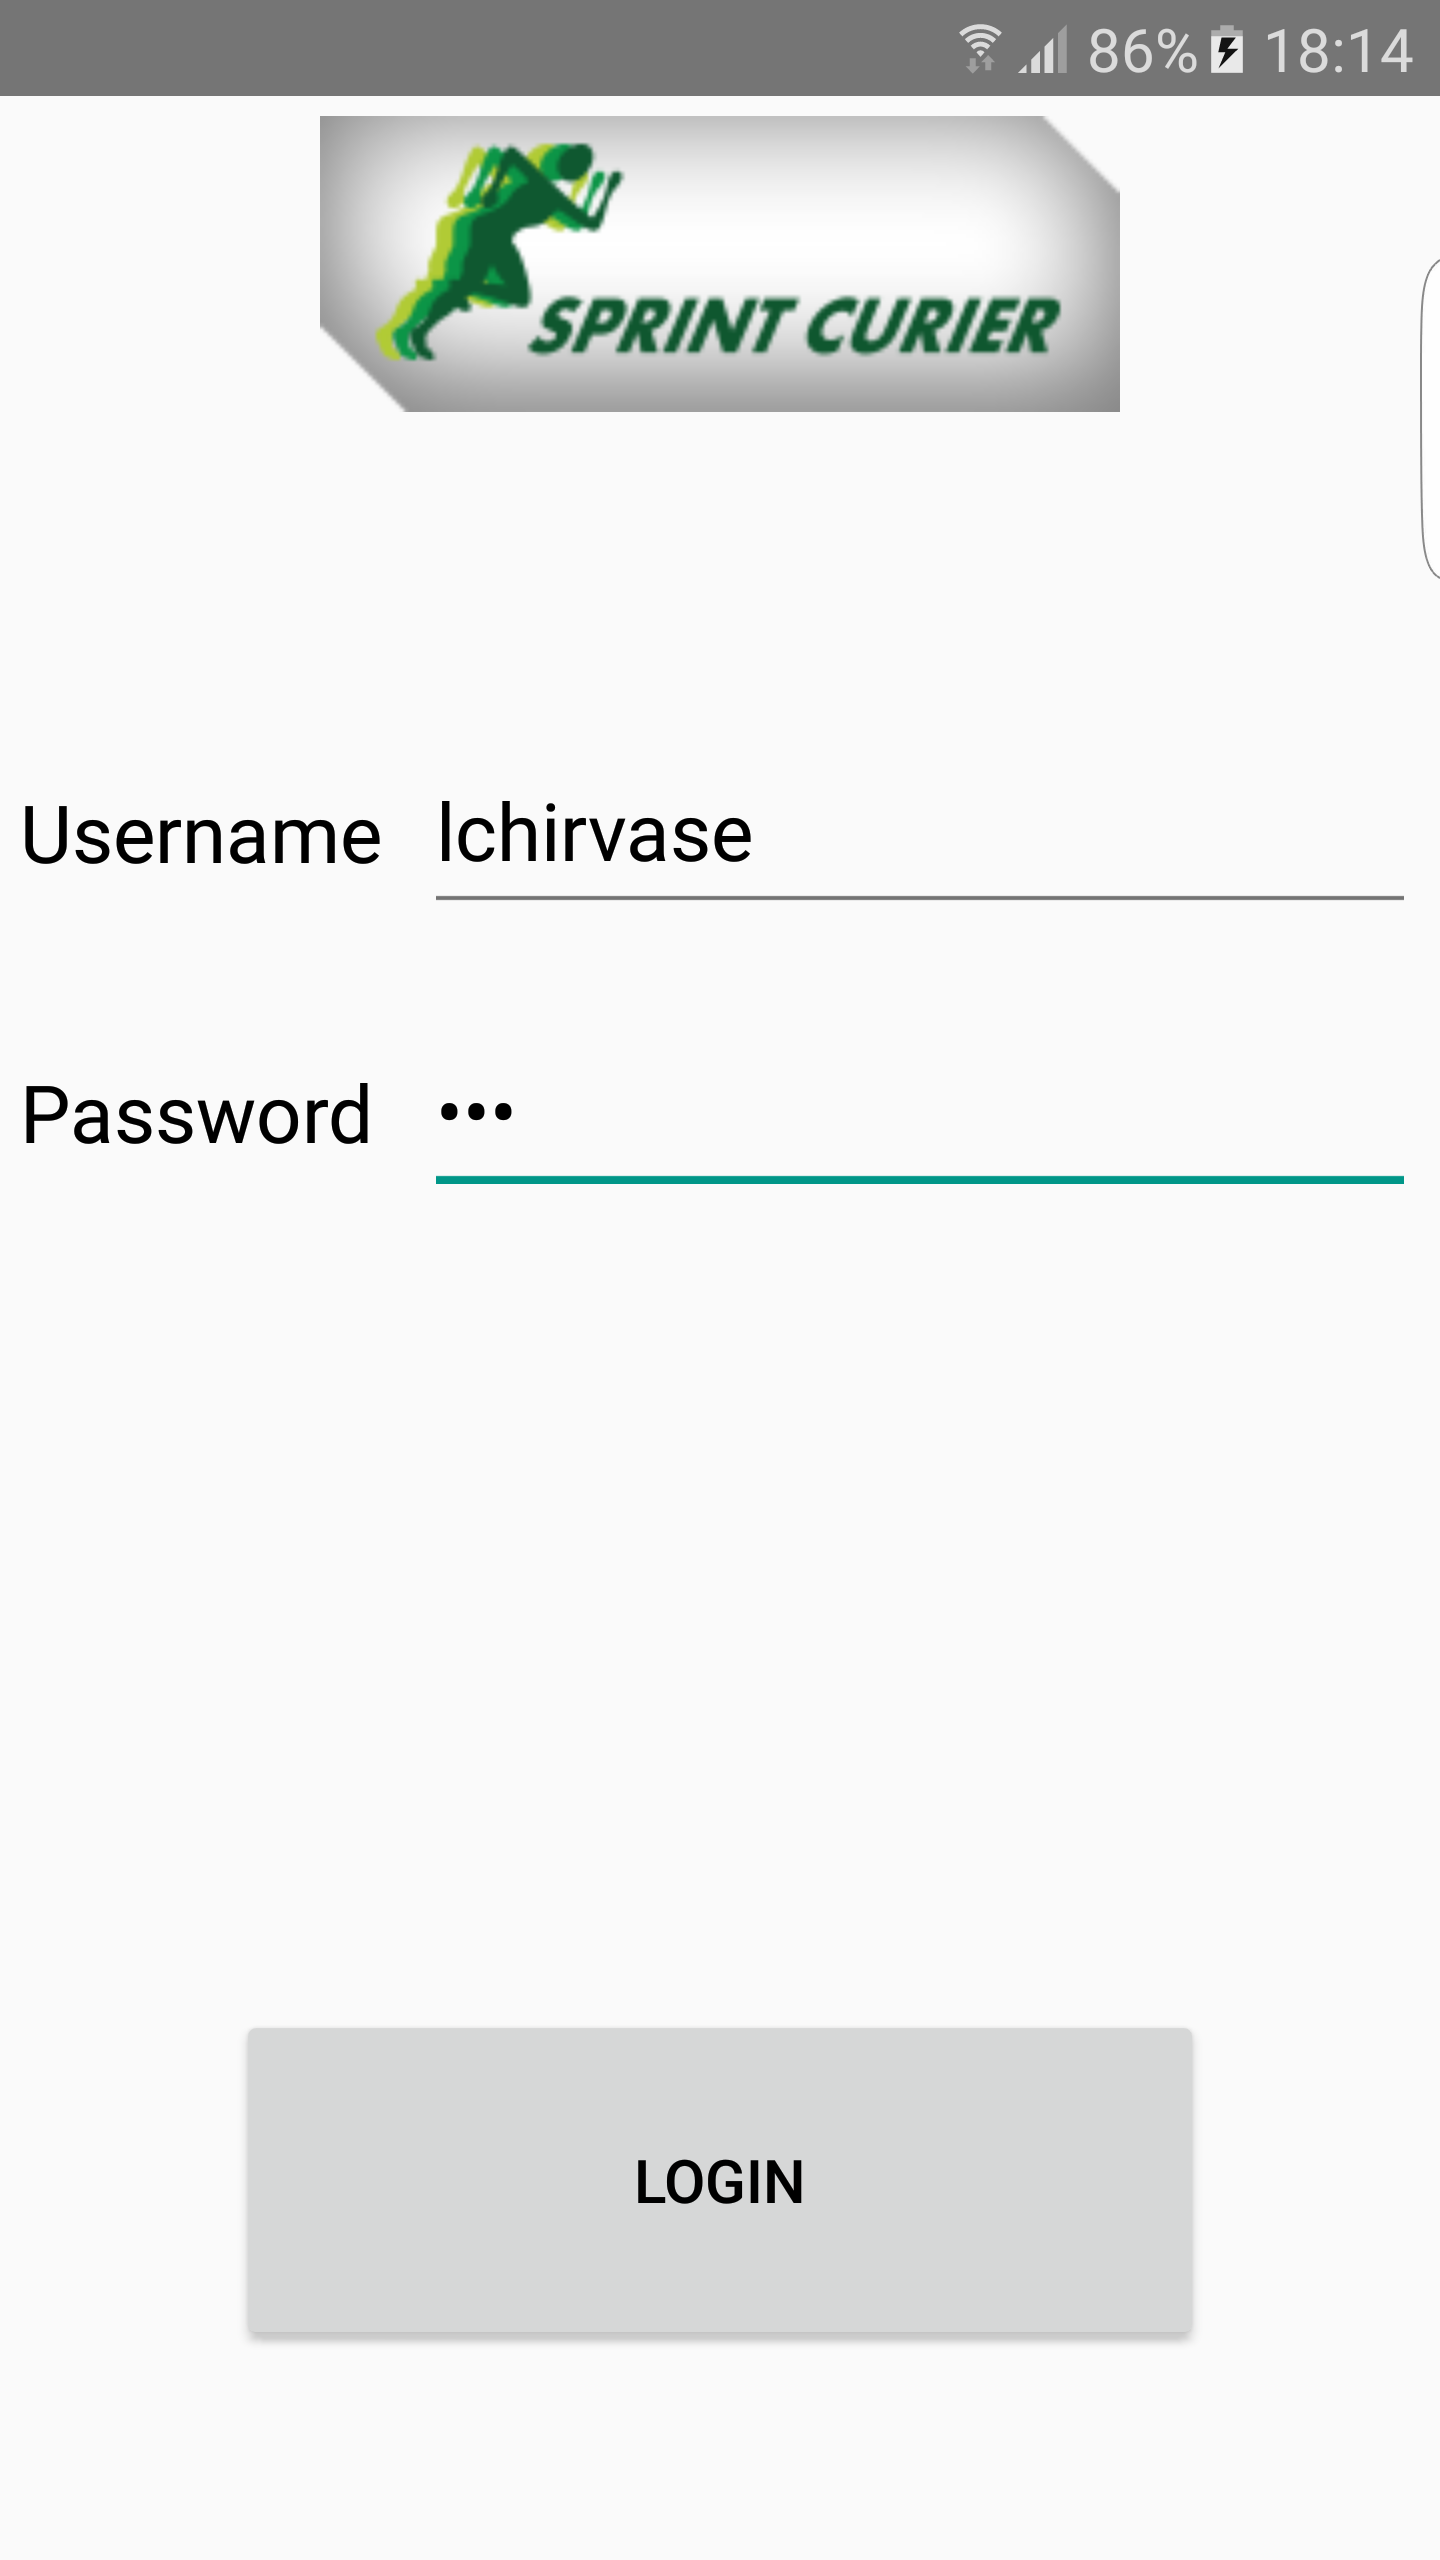 86% 18:14
SPRINT CURIER
Username lchirvase
Password •••
LOGIN